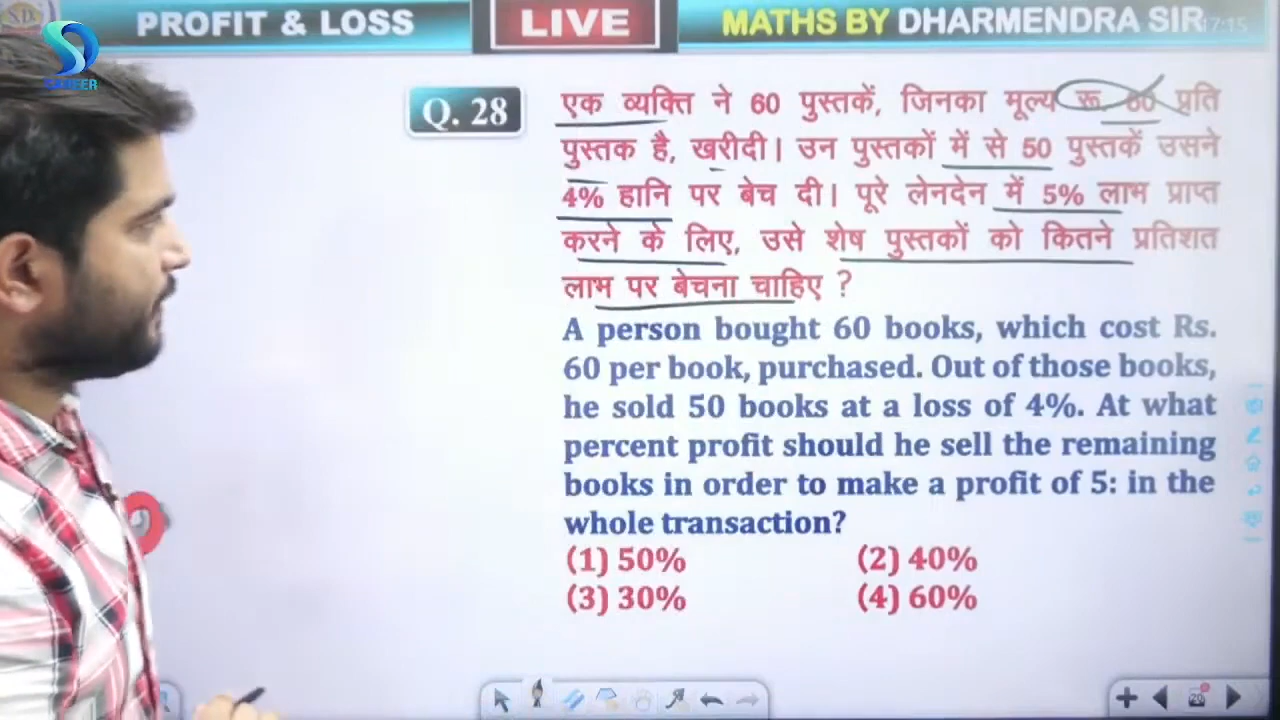 PROFIT & LOSS
LIVE
MATHS BY DHARMENDRA SIR
17:15
Q. 28
एक व्यक्ति ने 60 पुस्तकें, जिनका मूल्य रू. 60 प्रति
पुस्तक है, खरीदी। उन पुस्तकों में से 50 पुस्तकें उसने
4% हानि पर बेच दी। पूरे लेनदेन में 5% लाभ प्राप्त
करने के लिए, उसे शेष पुस्तकों को कितने प्रतिशत
लाभ पर बेचना चाहिए ?
A person bought 60 books, which cost Rs.
60 per book, purchased. Out of those books,
he sold 50 books at a loss of 4%. At what
percent profit should he sell the remaining
books in order to make a profit of 5: in the
whole transaction?
(1) 50% (2) 40%
(3) 30% (4) 60%